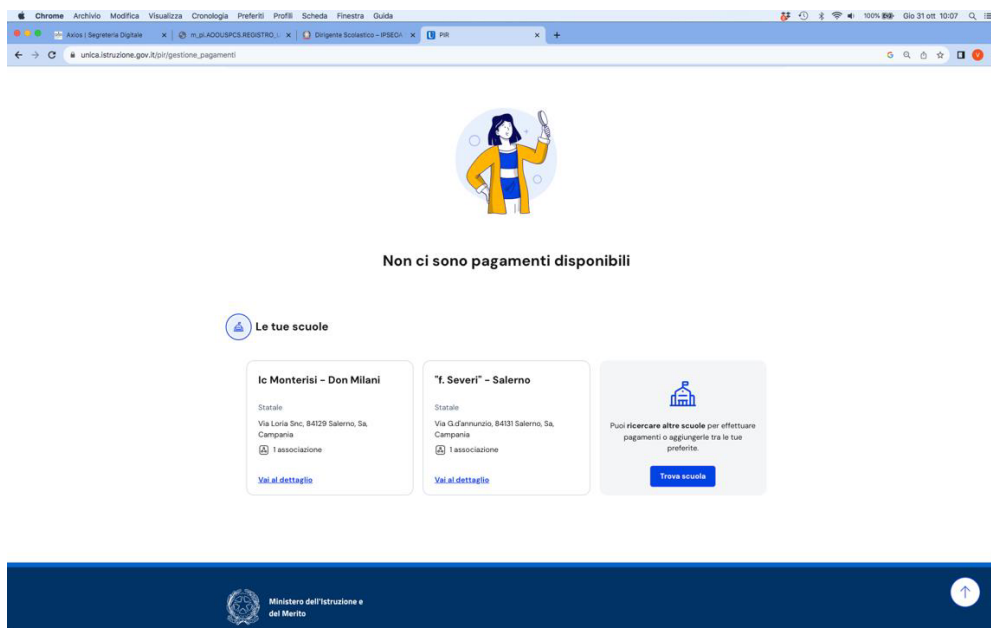 Chrome Archivio Modifica Visualizza Cronologia Preferiti Profili Scheda Finestra Guida
100% Gio 31 ott 10:07
Axios | Segreteria Digitale
m_pi.AOOUSPCS.REGISTRO_
Dirigente Scolastico – IPSEOA
PIR
unica.istruzione.gov.it/pir/gestione_pagamenti
Non ci sono pagamenti disponibili
Le tue scuole
Ic Monterisi - Don Milani
Statale
Via Loria Snc, 84129 Salerno, Sa,
Campania
1 associazione
Vai al dettaglio
"f. Severi" - Salerno
Statale
Via G.d'annunzio, 84131 Salerno, Sa,
Campania
1 associazione
Vai al dettaglio
Puoi ricercare altre scuole per effettuare
pagamenti o aggiungerle tra le tue
preferite.
Trova scuola
Ministero dell'Istruzione e
del Merito